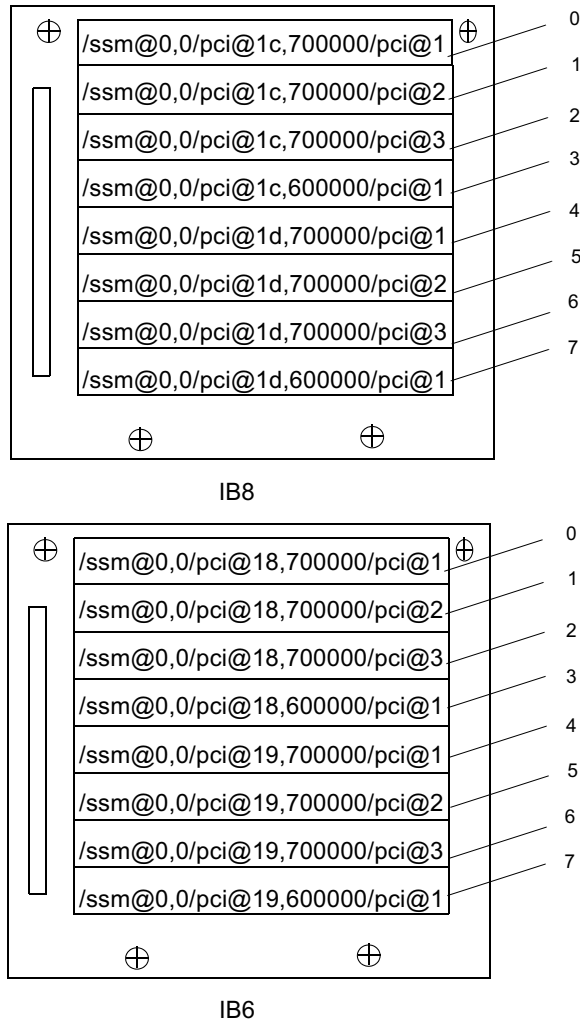 /ssm@0,0/pci@1c,700000/pci@1 0
/ssm@0,0/pci@1c,700000/pci@2 1
/ssm@0,0/pci@1c,700000/pci@3 2
/ssm@0,0/pci@1c,600000/pci@1 3
/ssm@0,0/pci@1d,700000/pci@1 4
/ssm@0,0/pci@1d,700000/pci@2 5
/ssm@0,0/pci@1d,700000/pci@3 6
/ssm@0,0/pci@1d,600000/pci@1 7
IB8
/ssm@0,0/pci@18,700000/pci@1 0
/ssm@0,0/pci@18,700000/pci@2 1
/ssm@0,0/pci@18,700000/pci@3 2
/ssm@0,0/pci@18,600000/pci@1 3
/ssm@0,0/pci@19,700000/pci@1 4
/ssm@0,0/pci@19,700000/pci@2 5
/ssm@0,0/pci@19,700000/pci@3 6
/ssm@0,0/pci@19,600000/pci@1 7
IB6